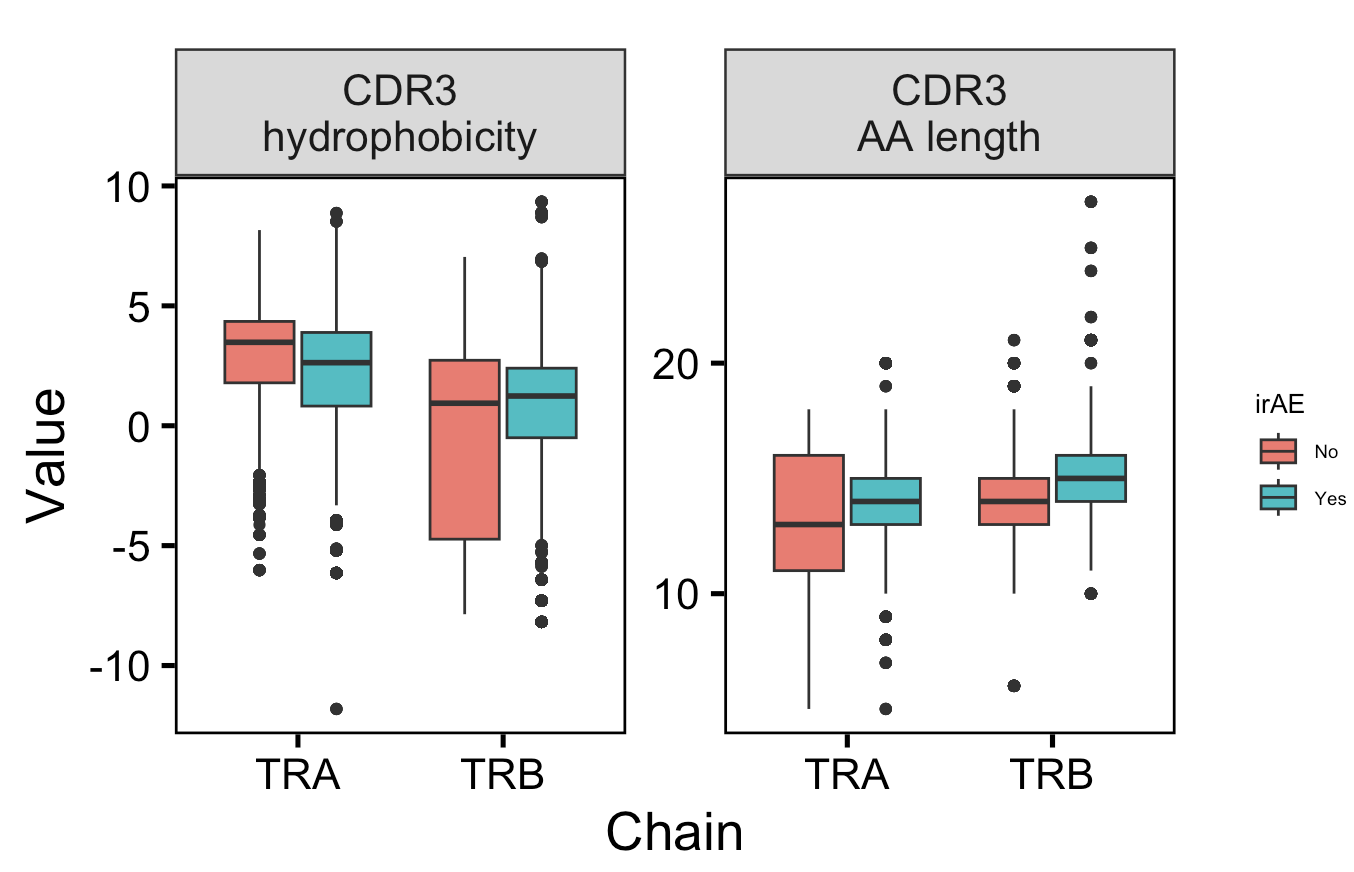 CDR3
hydrophobicity
CDR3
AA length
10
5
0
-5
-10
20
10
Value
TRA
TRB
TRA
TRB
Chain
irAE
No
Yes